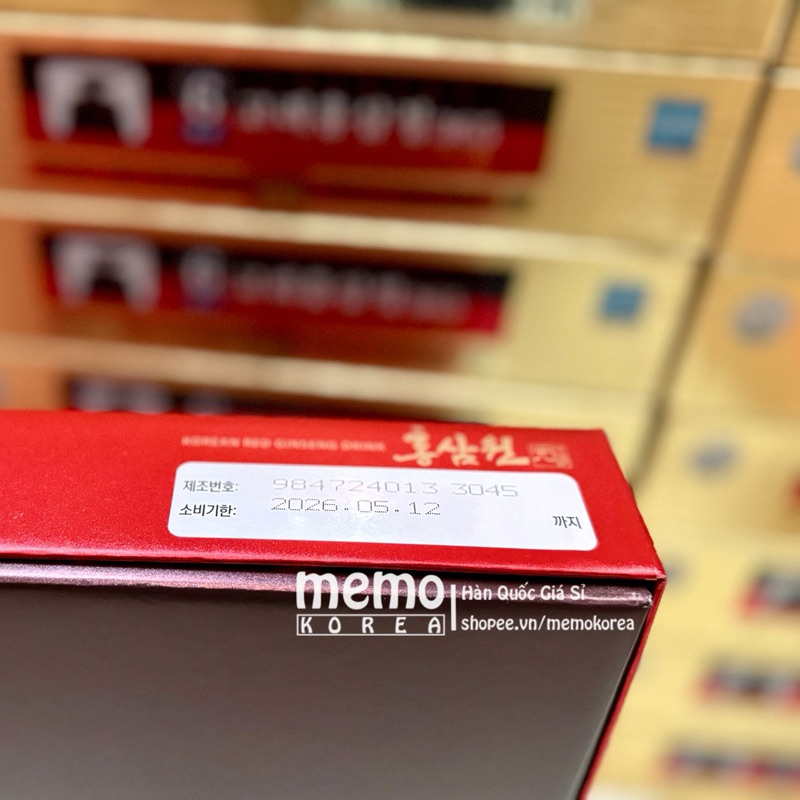 KOREAN RED GINSENG DRINK 홍삼원
제조번호: 984724013 3045
소비기한: 2026.05.12 까지
memo
KOREA
Hàn Quốc Giá Sỉ
shopee.vn/memokorea